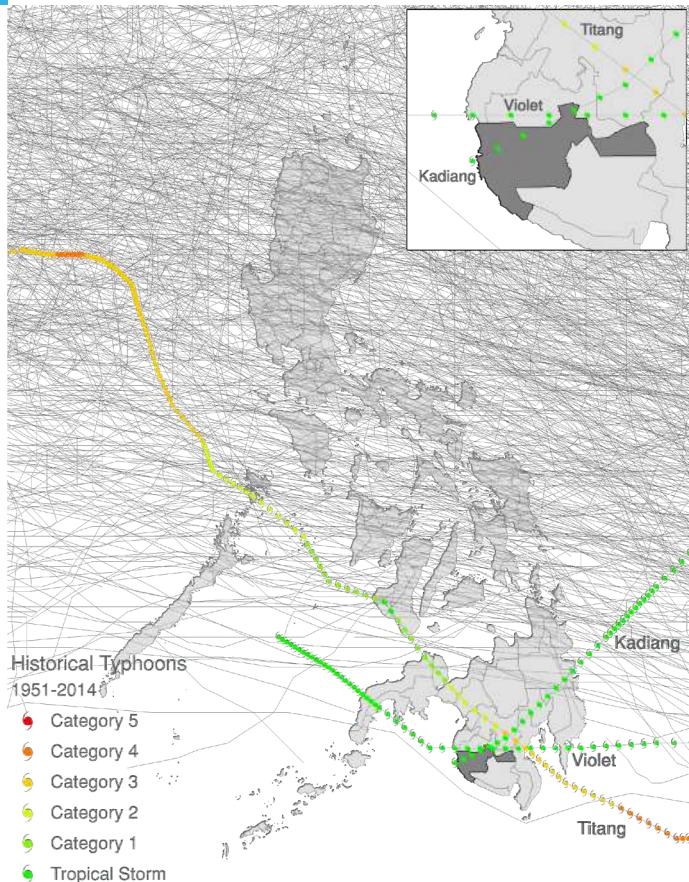 Titang
Violet
Kadiang
Kadiang
Historical Typhoons
1951-2014
Category 5
Category 4
Category 3
Violet
Category 2
Titang
Category 1
Tropical Storm